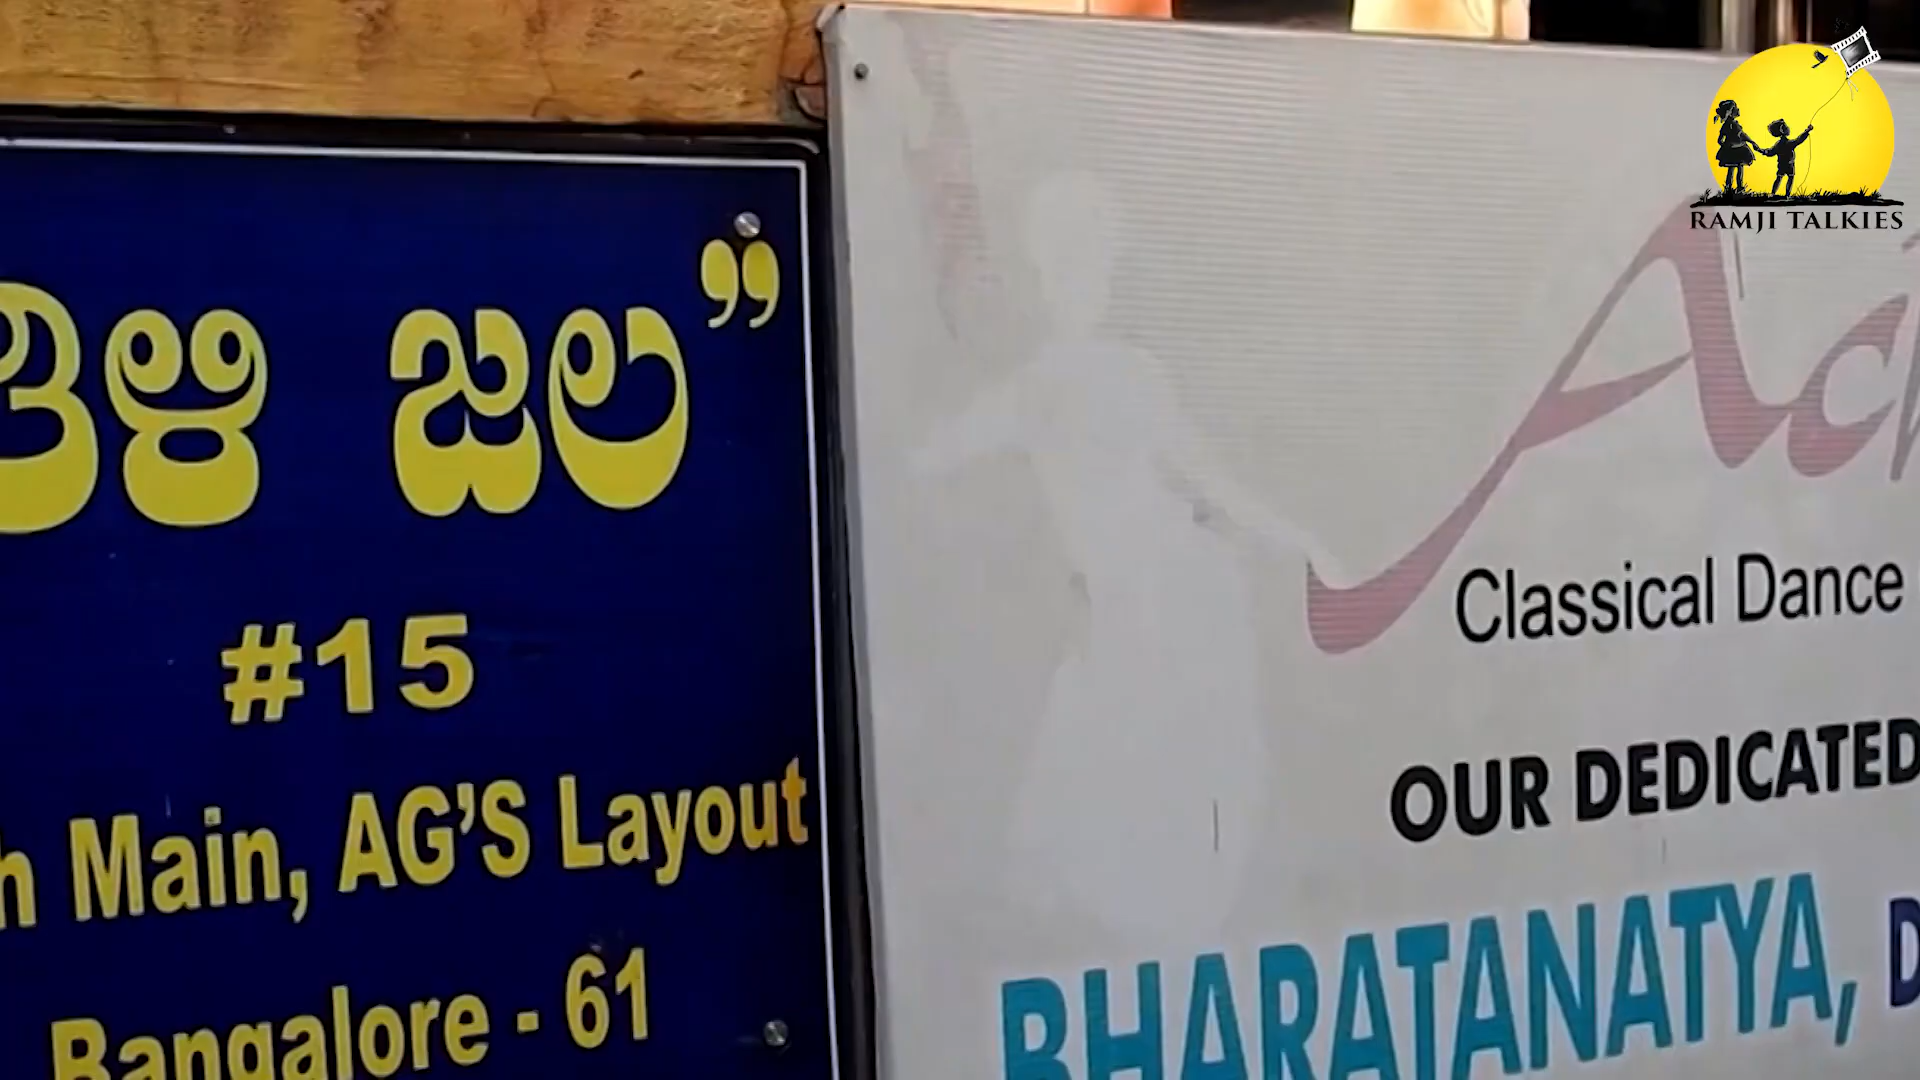 ತಿಳಿ ಜಲ”
#15
Main, AG'S Layout
Bangalore - 61
Classical Dance
OUR DEDICATED
BHARATANATYA,
RAMJI TALKIES